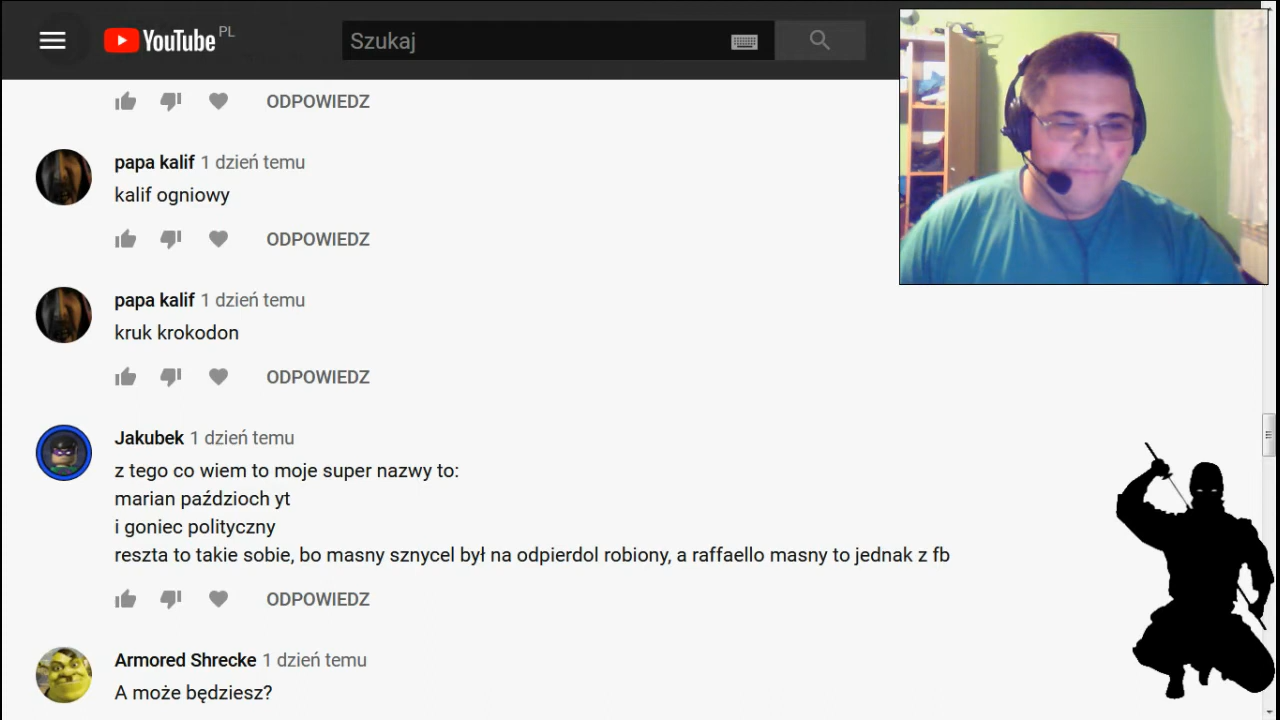 YouTube PL
Szukaj
ODPOWIEDZ
papa kalif 1 dzień temu
kalif ogniowy
ODPOWIEDZ
papa kalif 1 dzień temu
kruk krokodon
ODPOWIEDZ
Jakubek 1 dzień temu
z tego co wiem to moje super nazwy to:
marian paździoch yt
i goniec polityczny
reszta to takie sobie, bo masny sznycel był na odpierdol robiony, a raffaello masny to jednak z fb
ODPOWIEDZ
Armored Shrecke 1 dzień temu
A może będziesz?